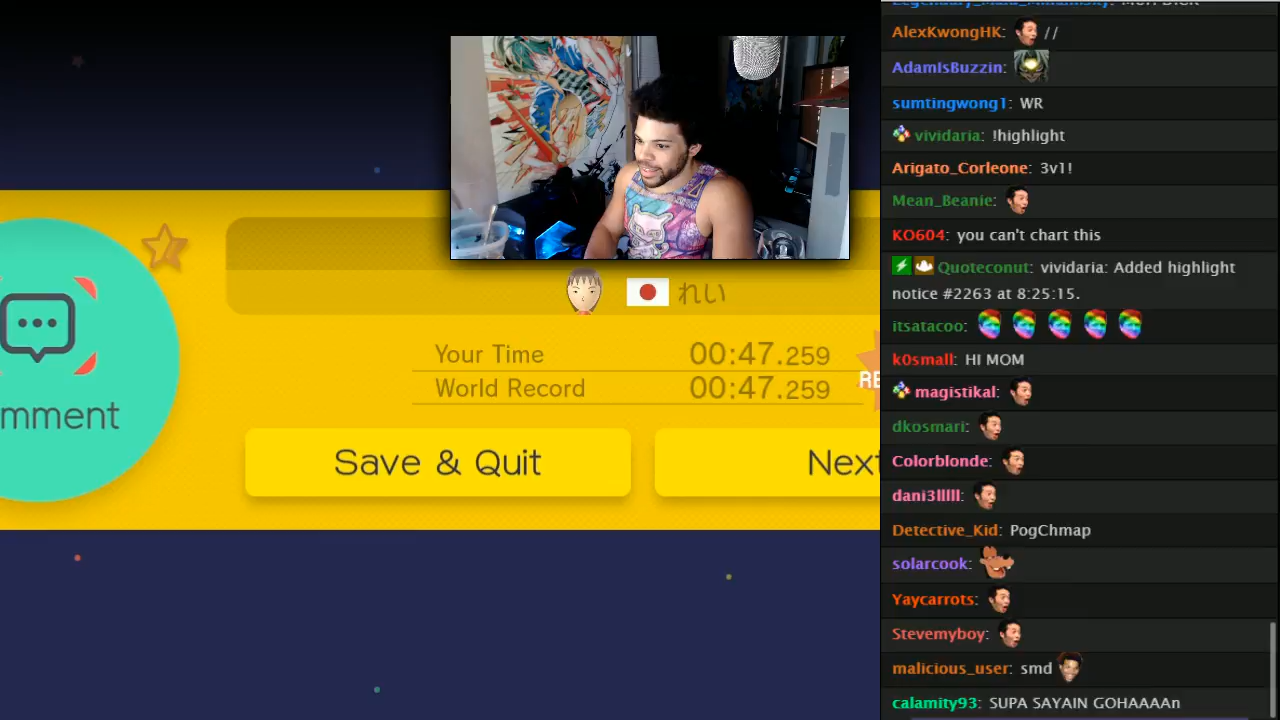 れい
Your Time 00:47.259
World Record 00:47.259
RE
mment
Save & Quit
Next
AlexKwongHK: //
AdamIsBuzzin:
sumtingwong1: WR
vividaria: !highlight
Arigato_Corleone: 3v1!
Mean_Beanie:
KO604: you can't chart this
Quoteconut: vividaria: Added highlight
notice #2263 at 8:25:15.
itsatacoo:
k0small: HI MOM
magistikal:
dkosmari:
Colorblonde:
dani3lllll:
Detective_Kid: PogChmap
solarcook:
Yaycarrots:
Stevemyboy:
malicious_user: smd
calamity93: SUPA SAYAIN GOHAAAAn